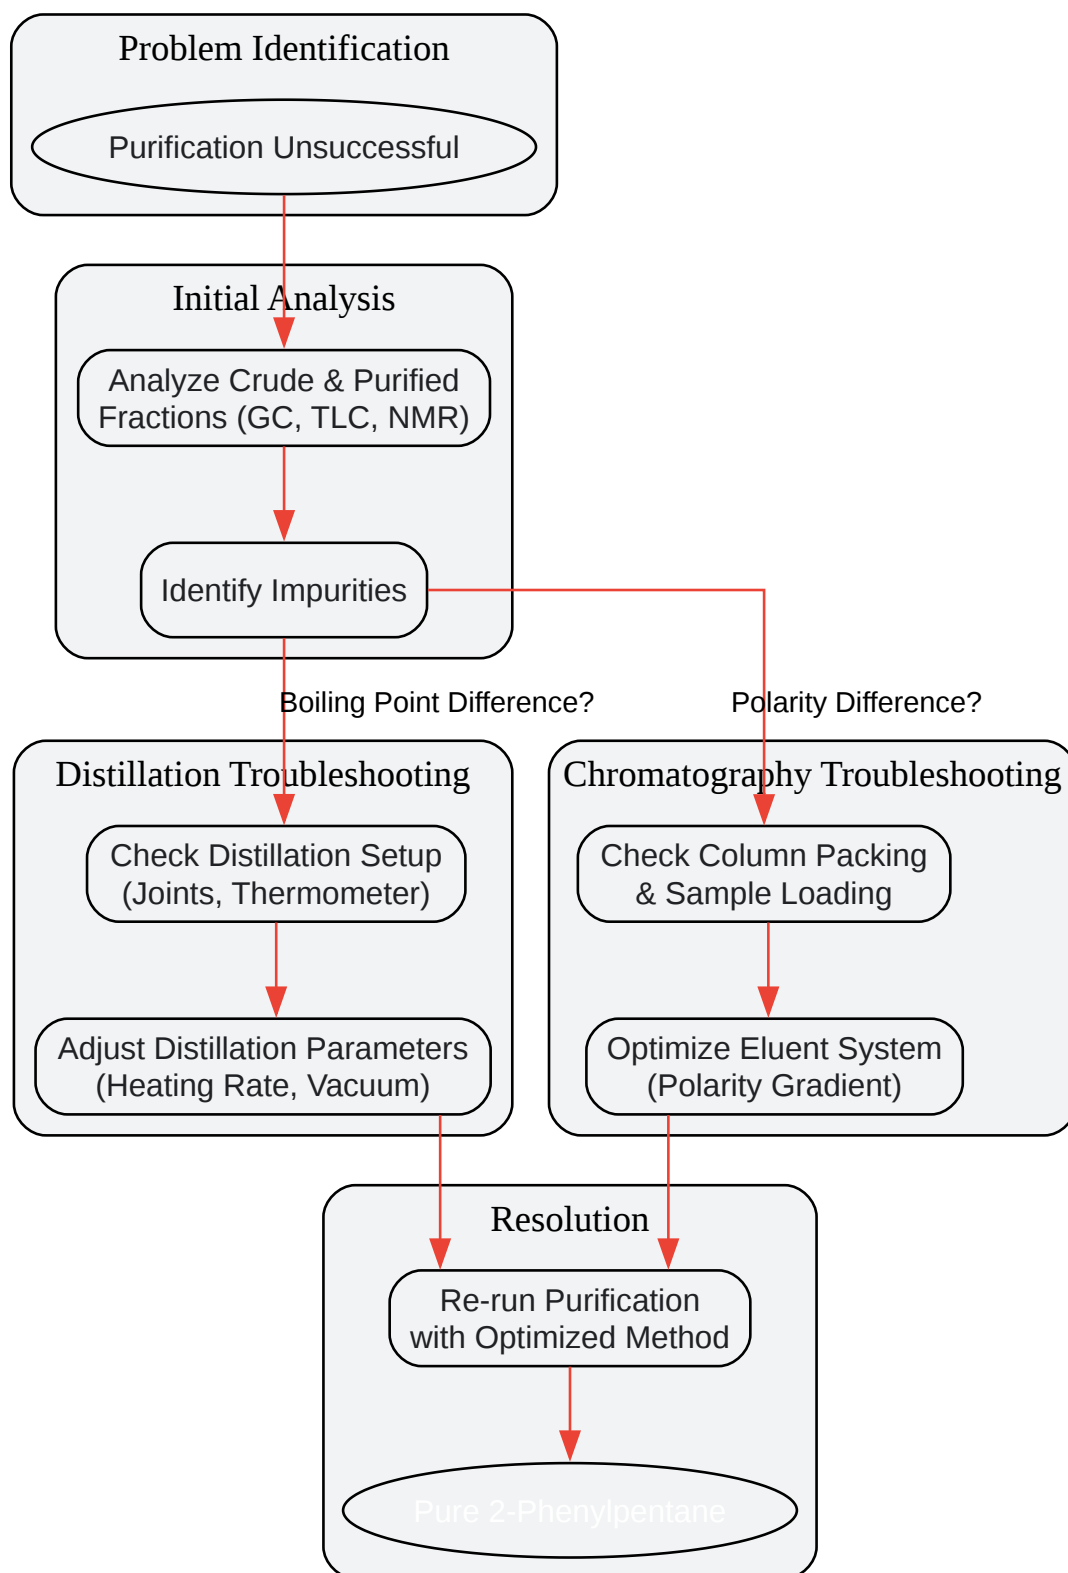 Problem Identification
Purification Unsuccessful
Initial Analysis
Analyze Crude & Purified
Fractions (GC, TLC, NMR)
Identify Impurities
Boiling Point Difference?
Polarity Difference?
Distillation Troubleshooting
Check Distillation Setup
(Joints, Thermometer)
Adjust Distillation Parameters
(Heating Rate, Vacuum)
Chromatography Troubleshooting
Check Column Packing
& Sample Loading
Optimize Eluent System
(Polarity Gradient)
Resolution
Re-run Purification
with Optimized Method
Pure 2-Phenylpentane